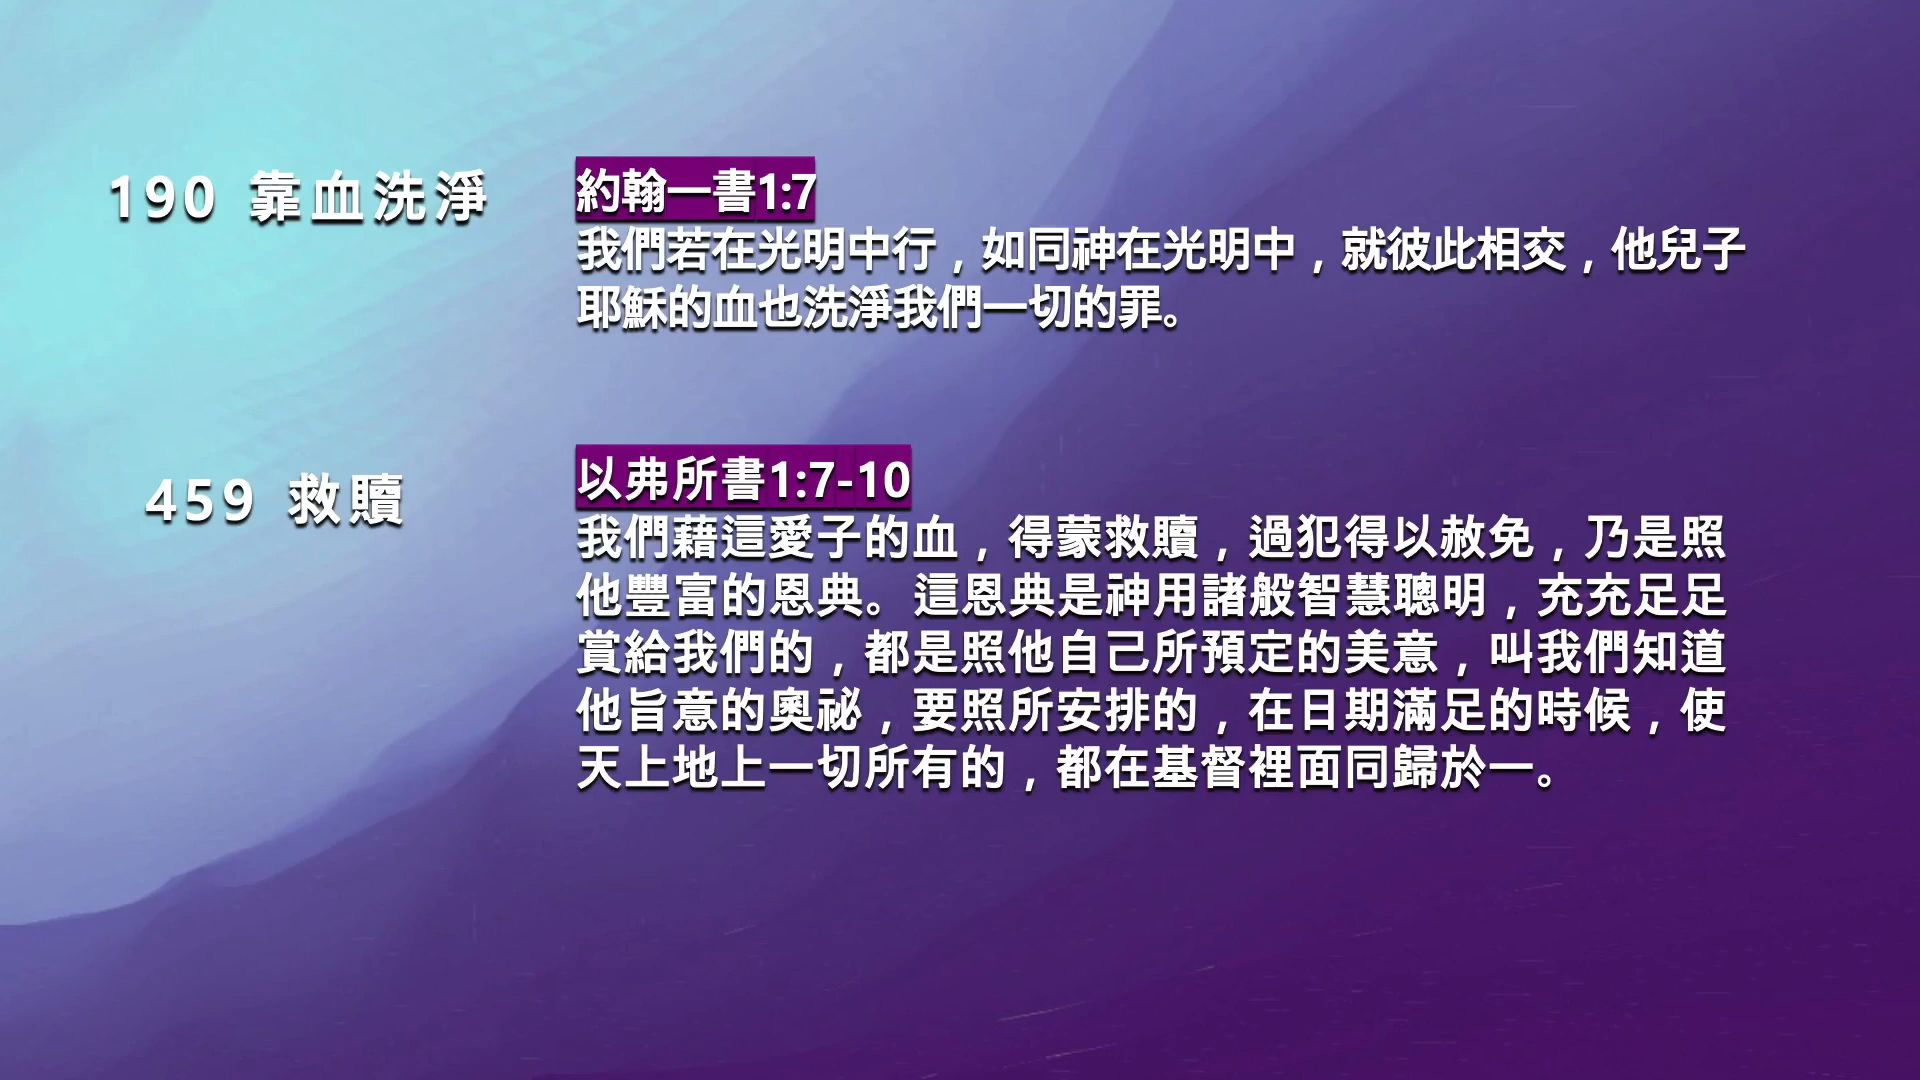 190 靠血洗淨
約翰一書1:7
我們若在光明中行，如同神在光明中，就彼此相交，他兒子
耶穌的血也洗淨我們一切的罪。
459 救贖
以弗所書1:7-10
我們藉這愛子的血，得蒙救贖，過犯得以赦免，乃是照
他豐富的恩典。這恩典是神用諸般智慧聰明，充充足足
賞給我們的，都是照他自己所預定的美意，叫我們知道
他旨意的奧祕，要照所安排的，在日期滿足的時候，使
天上地上一切所有的，都在基督裡面同歸於一。